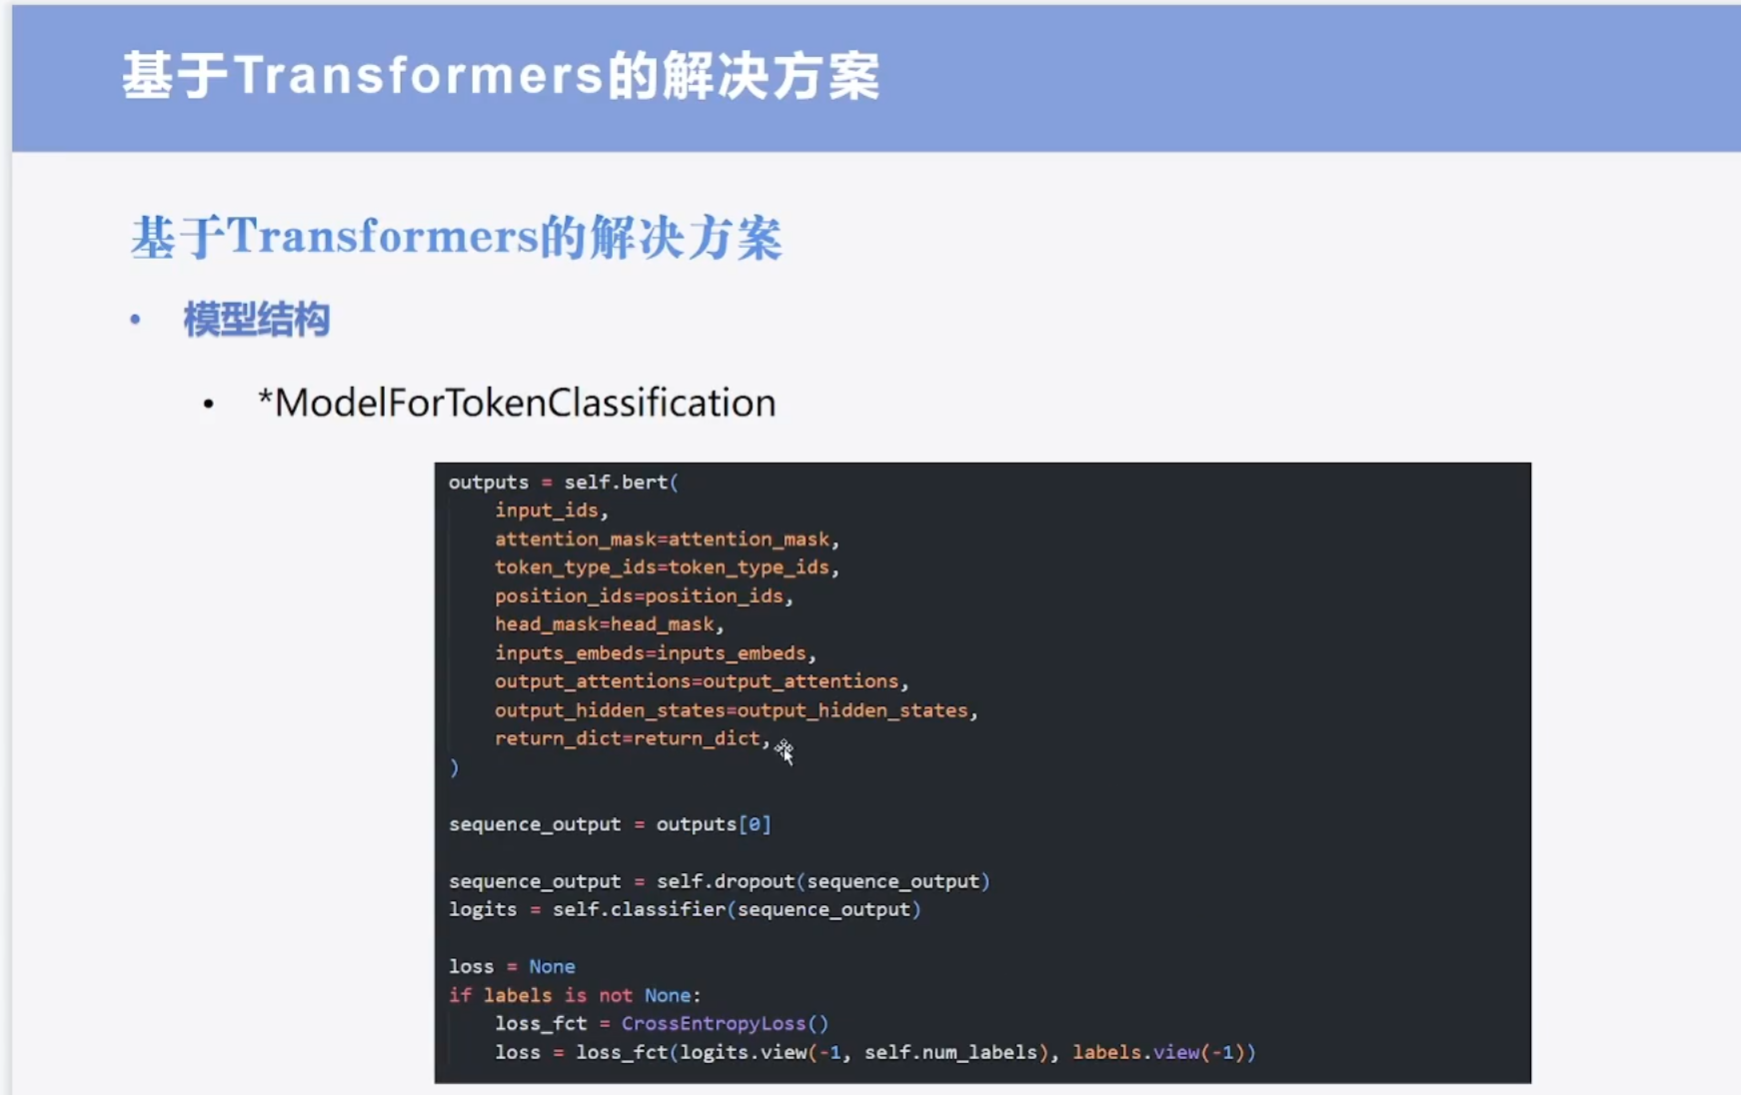 基于Transformers的解决方案
基于Transformers的解决方案
• 模型结构
• *ModelForTokenClassification
outputs = self.bert(
    input_ids,
    attention_mask=attention_mask,
    token_type_ids=token_type_ids,
    position_ids=position_ids,
    head_mask=head_mask,
    inputs_embeds=inputs_embeds,
    output_attentions=output_attentions,
    output_hidden_states=output_hidden_states,
    return_dict=return_dict,
)
sequence_output = outputs[0]
sequence_output = self.dropout(sequence_output)
logits = self.classifier(sequence_output)
loss = None
if labels is not None:
    loss_fct = CrossEntropyLoss()
    loss = loss_fct(logits.view(-1, self.num_labels), labels.view(-1))